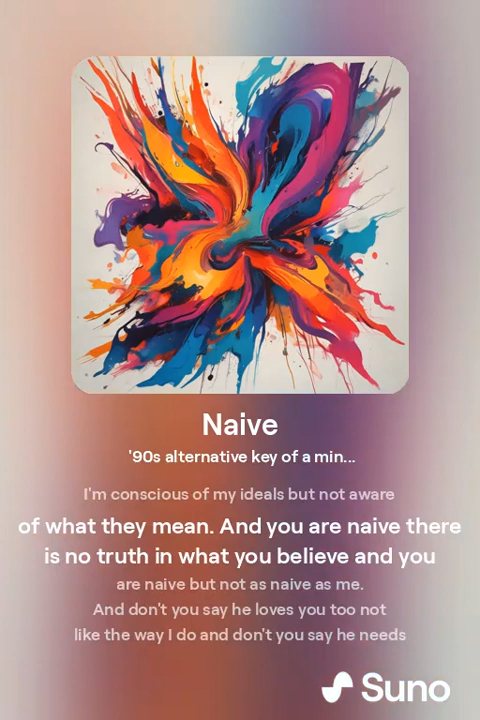 Naive
'90s alternative key of a min...
I'm conscious of my ideals but not aware
of what they mean. And you are naive there
is no truth in what you believe and you
are naive but not as naive as me.
And don't you say he loves you too not
like the way I do and don't you say he needs
Suno